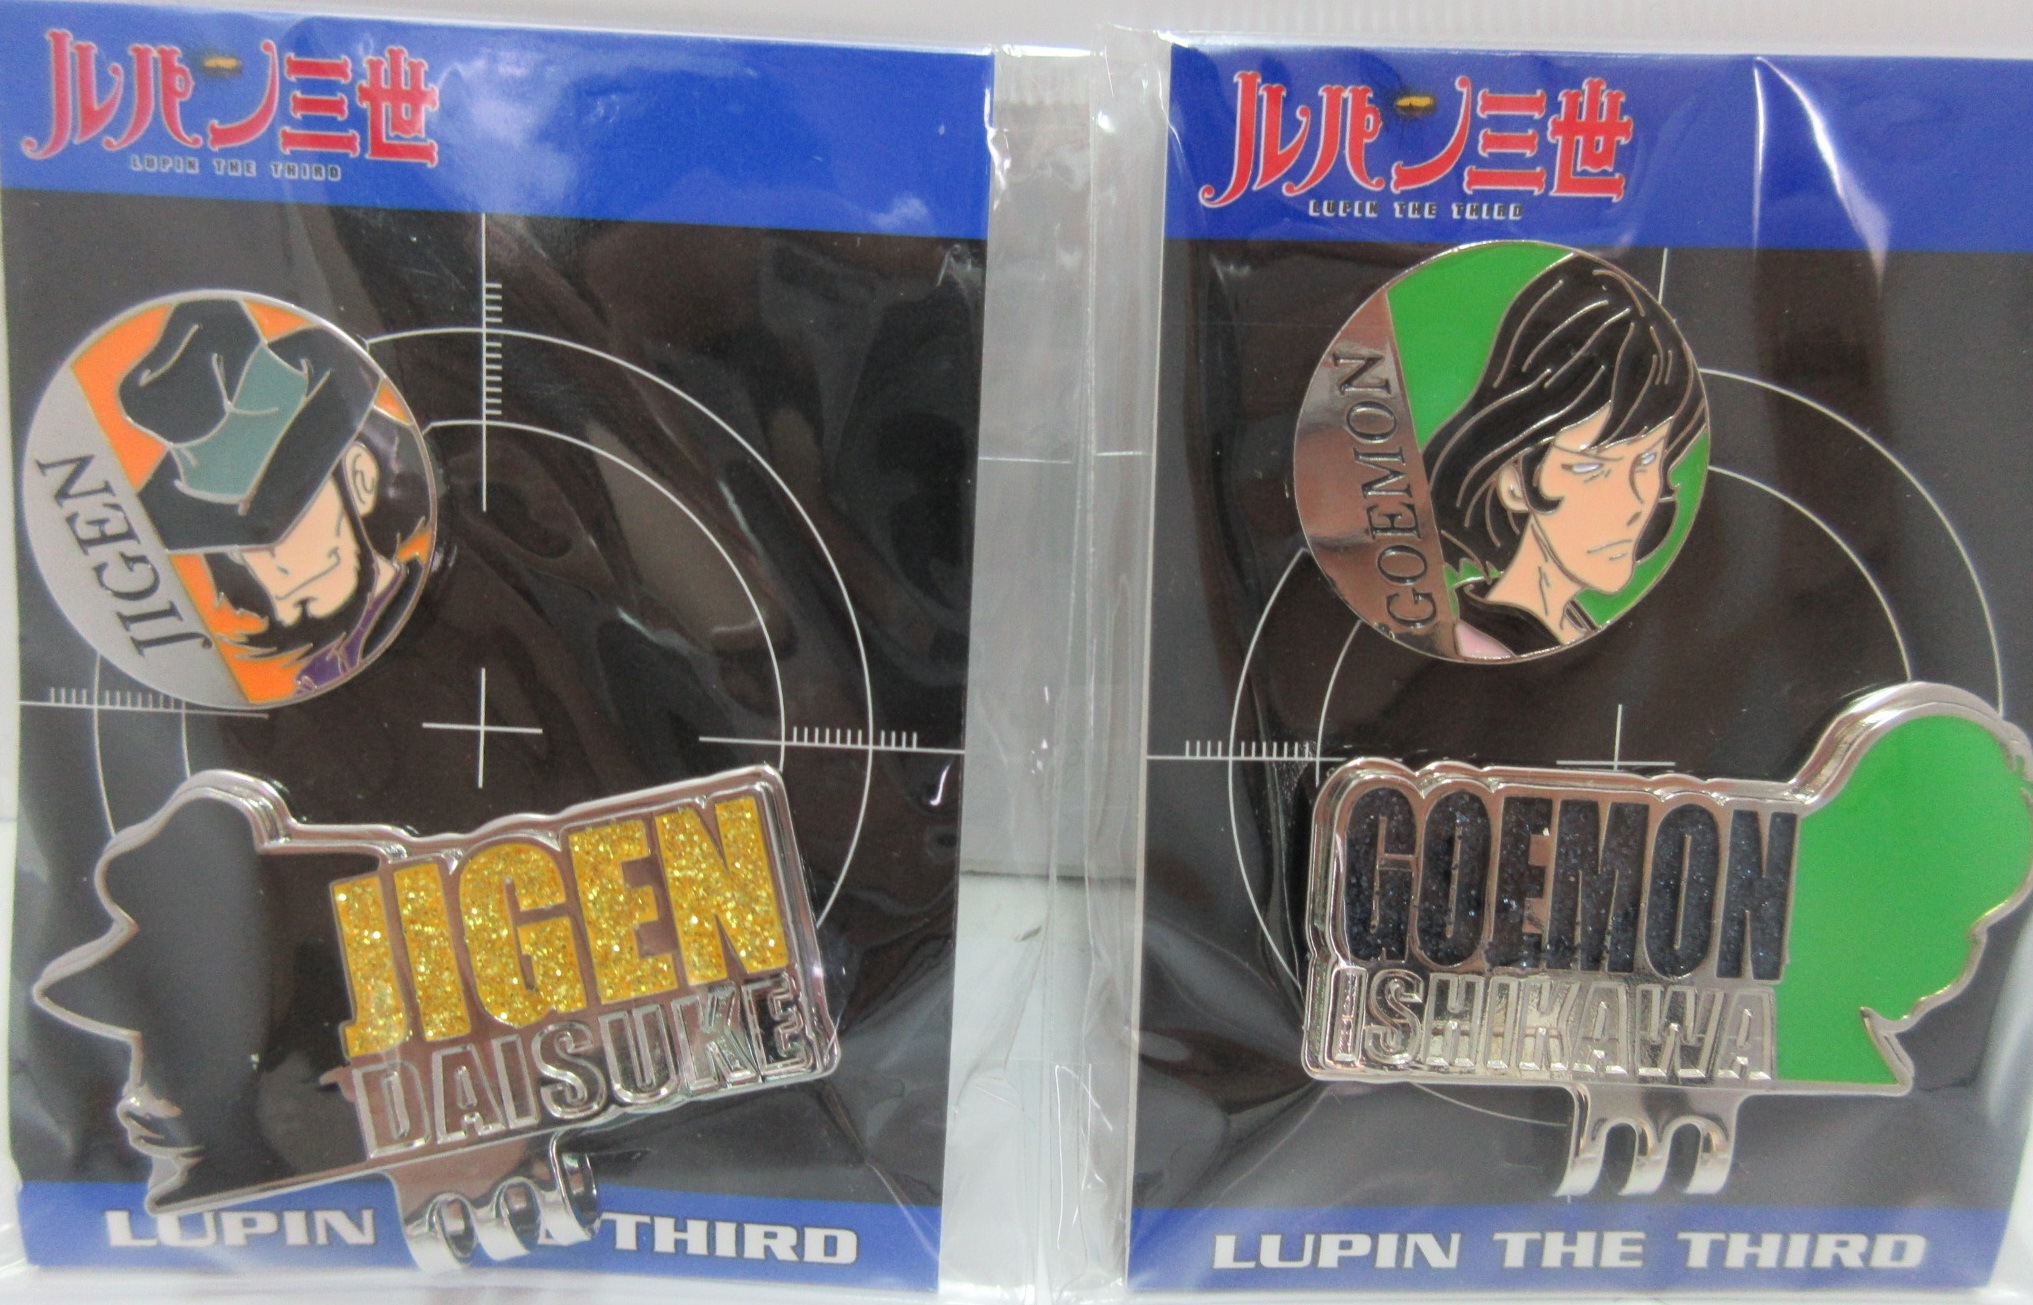 ルパン三世
LUPIN THE THIRD
JIGEN
JIGEN
DAISUKE
LUPIN THIRD
ルパン三世
LUPIN THE THIRD
GOEMON
GOEMON
ISHIKAWA
LUPIN THE THIRD